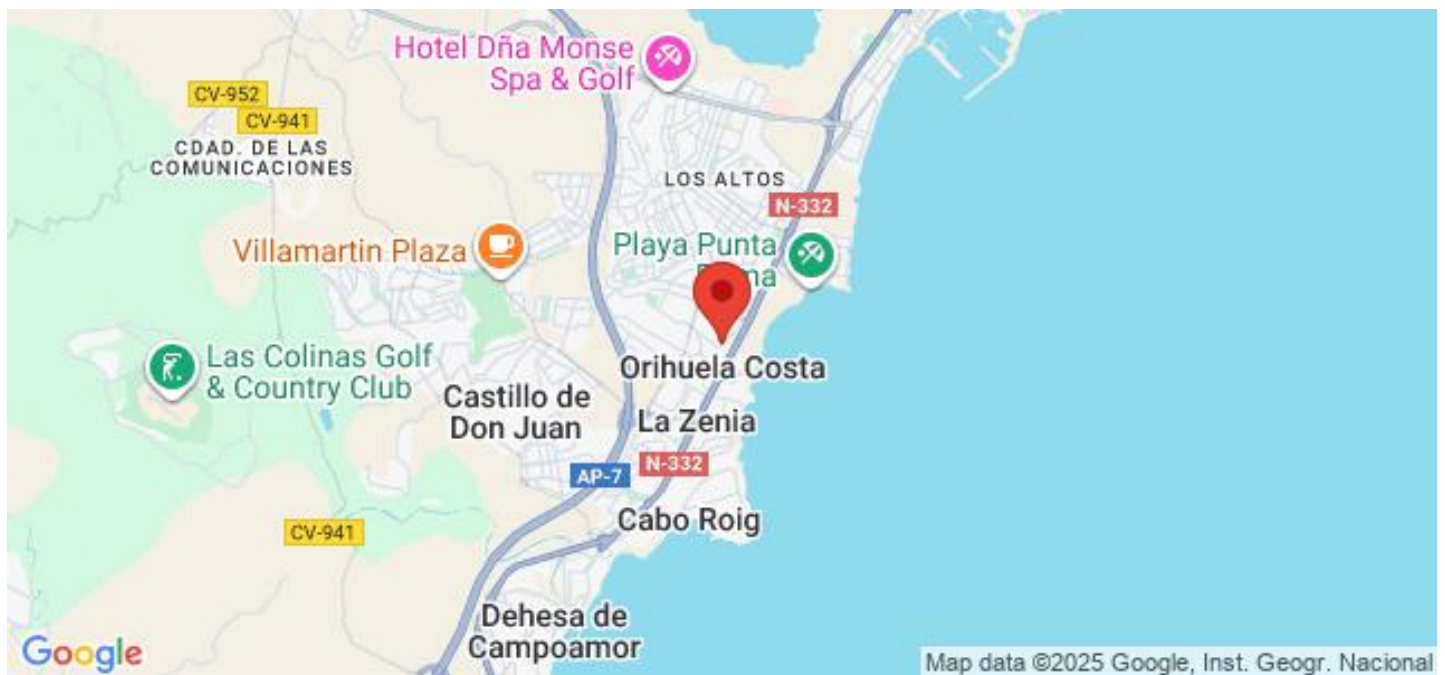 Hotel Dña Monse
Spa & Golf
CV-952
CV-941
CDAD. DE LAS
COMUNICACIONES
LOS ALTOS
N-332
Villamartin Plaza
Playa Punta
Las Colinas Golf
& Country Club
Orihuela Costa
Castillo de
Don Juan
La Zenia
AP-7
N-332
CV-941
Cabo Roig
Dehesa de
Campoamor
Google
Map data ©2025 Google, Inst. Geogr. Nacional